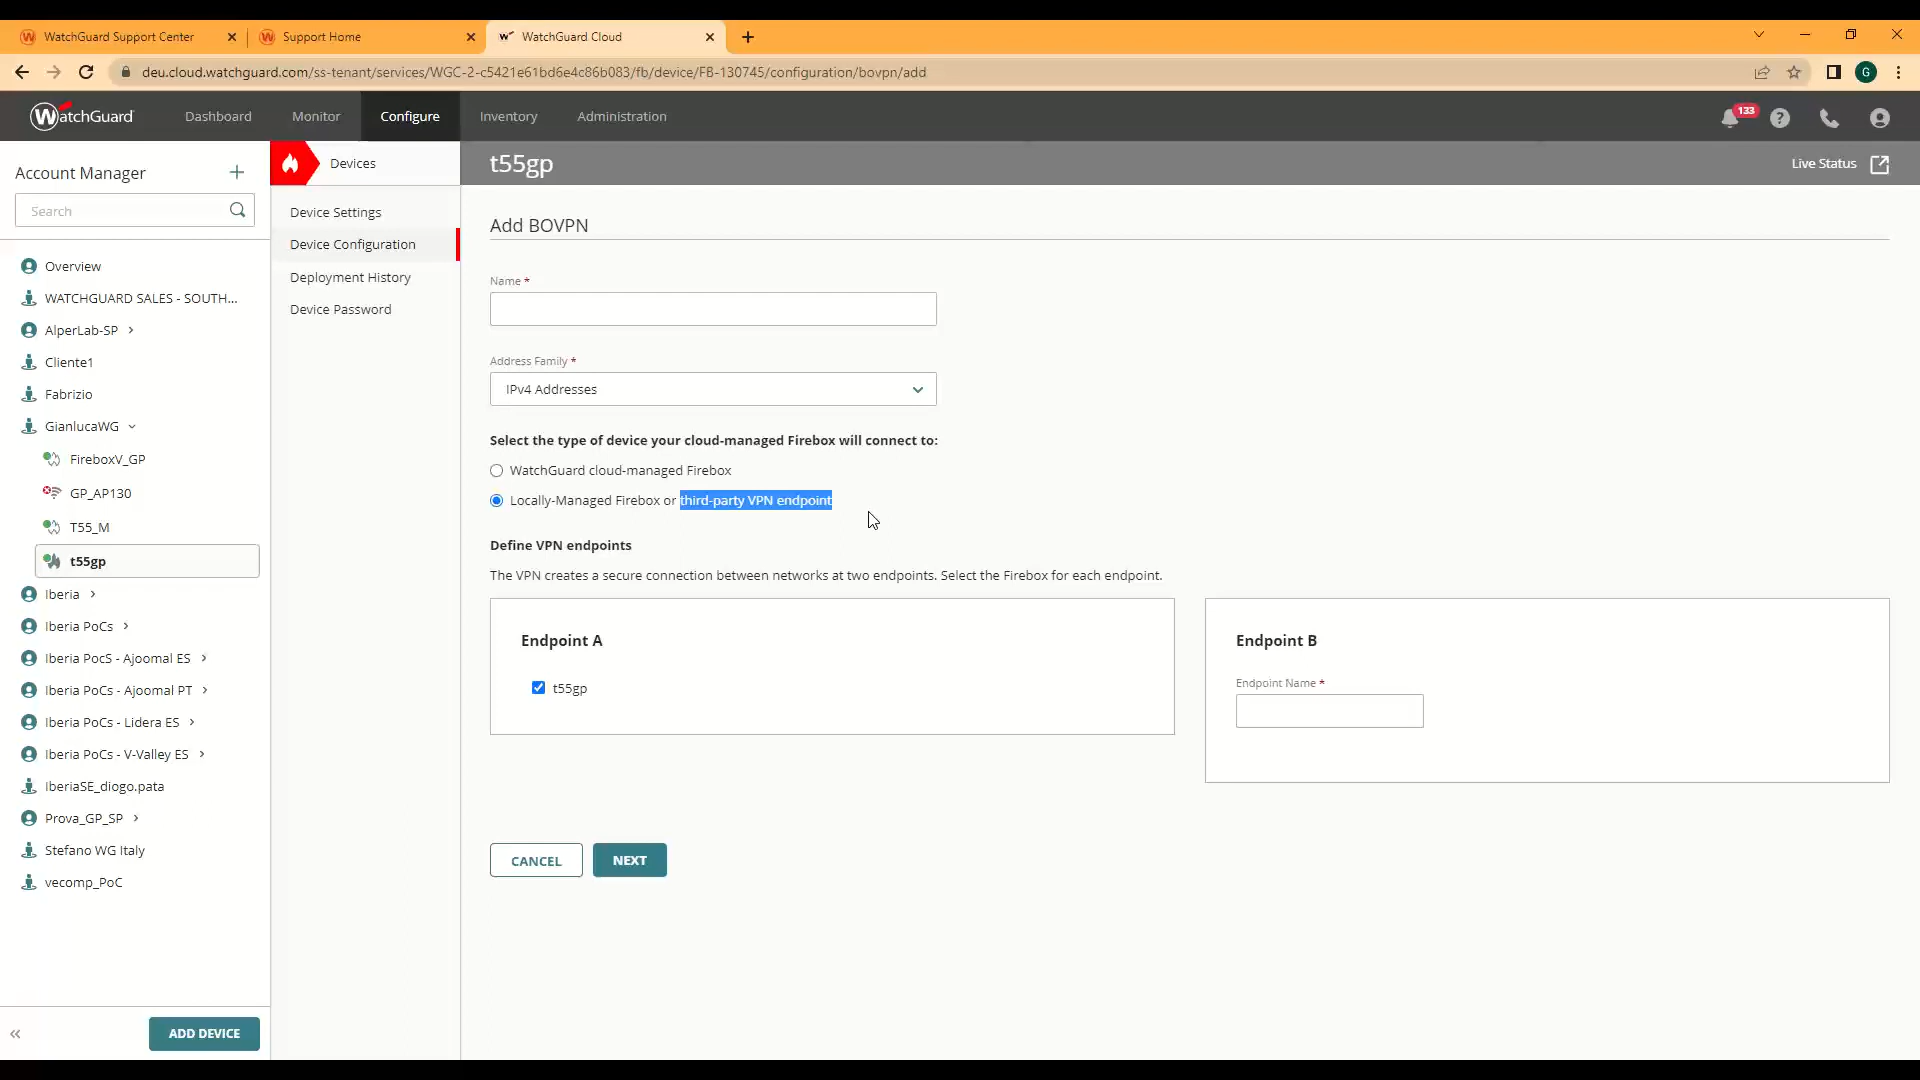 WatchGuard Support Center
Support Home
WatchGuard Cloud
deu.cloud.watchguard.com/ss-tenant/services/WGC-2-c5421e61bd6e4c86b083/fb/device/FB-130745/configuration/bovpn/add
G
WatchGuard
Dashboard
Monitor
Configure
Inventory
Administration
133
Account Manager
Search
Overview
WATCHGUARD SALES - SOUTH...
AlperLab-SP
Cliente1
Fabrizio
GianlucaWG
FireboxV_GP
GP_AP130
T55_M
t55gp
Iberia
Iberia PoCs
Iberia PocS - Ajoomal ES
Iberia PoCs - Ajoomal PT
Iberia PoCs - Lidera ES
Iberia PoCs - V-Valley ES
IberiaSE_diogo.pata
Prova_GP_SP
Stefano WG Italy
vecomp_PoC
ADD DEVICE
Devices
Device Settings
Device Configuration
Deployment History
Device Password
t55gp
Live Status
Add BOVPN
Name *
Address Family *
IPv4 Addresses
Select the type of device your cloud-managed Firebox will connect to:
WatchGuard cloud-managed Firebox
Locally-Managed Firebox or third-party VPN endpoint
Define VPN endpoints
The VPN creates a secure connection between networks at two endpoints. Select the Firebox for each endpoint.
Endpoint A
t55gp
Endpoint B
Endpoint Name *
CANCEL
NEXT